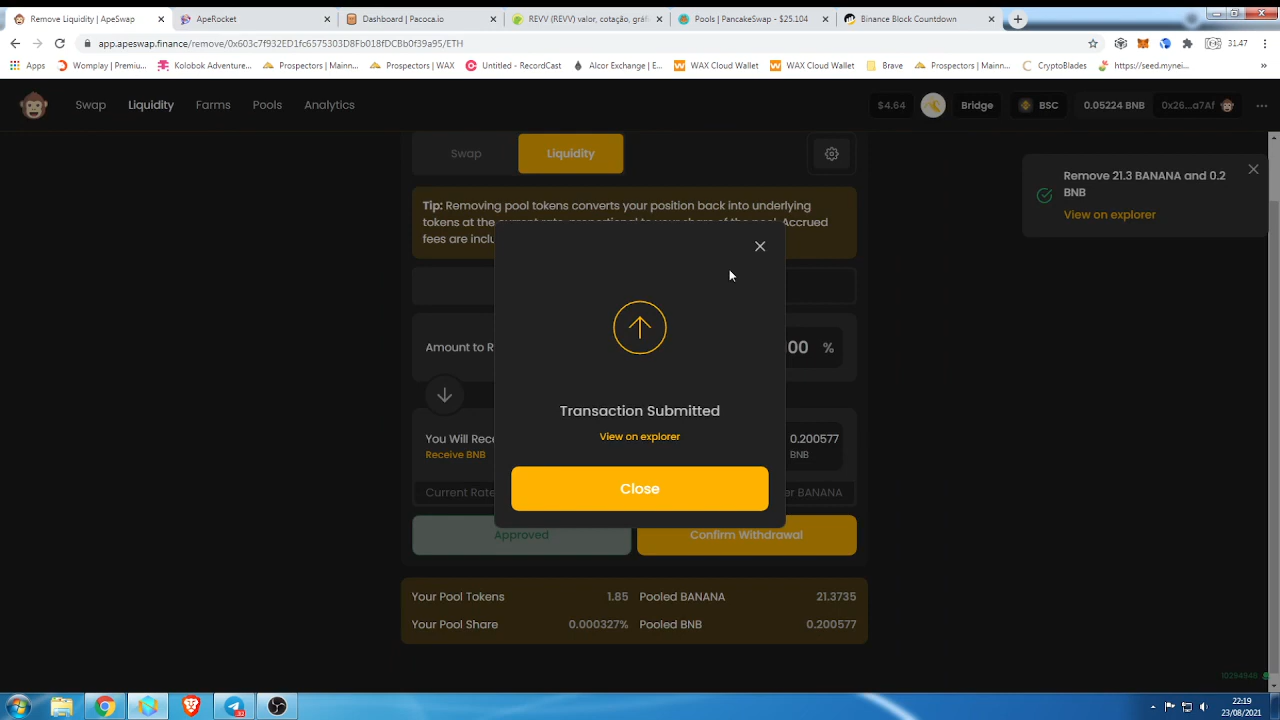 Remove Liquidity | ApeSwap
ApeRocket
Dashboard | Pacoca.io
REVV (REVV) valor, cotação, gráf
Pools | PancakeSwap - $25.104
Binance Block Countdown
app.apeswap.finance/remove/0x603c7f932ED1fc6575303D8Fb018fDCBb0f39a95ETH
31.47
Apps
Womplay | Premiu...
Kolobok Adventure...
Prospectors | Mainn...
Prospectors | WAX
Untitled - RecordCast
Alcor Exchange | E...
WAX Cloud Wallet
WAX Cloud Wallet
Brave
Prospectors | Mainn...
CryptoBlades
https://seed.mynei...
»
Swap
Liquidity
Farms
Pools
Analytics
$4.64
Bridge
BSC
0.05224 BNB
0x26...a7Af
Swap
Liquidity
Tip: Removing pool tokens converts your position back into underlying
tokens at the current rate, proportional to your share of the pool. Accrued
fees are inclu
Remove 21.3 BANANA and 0.2
BNB
View on explorer
Amount to R
00 %
Transaction Submitted
View on explorer
Close
You Will Rece
0.200577
Receive BNB
BNB
Current Rate
er BANANA
Approved
Confirm Withdrawal
Your Pool Tokens
1.85
Pooled BANANA
21.3735
Your Pool Share
0.000327%
Pooled BNB
0.200577
10294948
22:19
23/08/2021